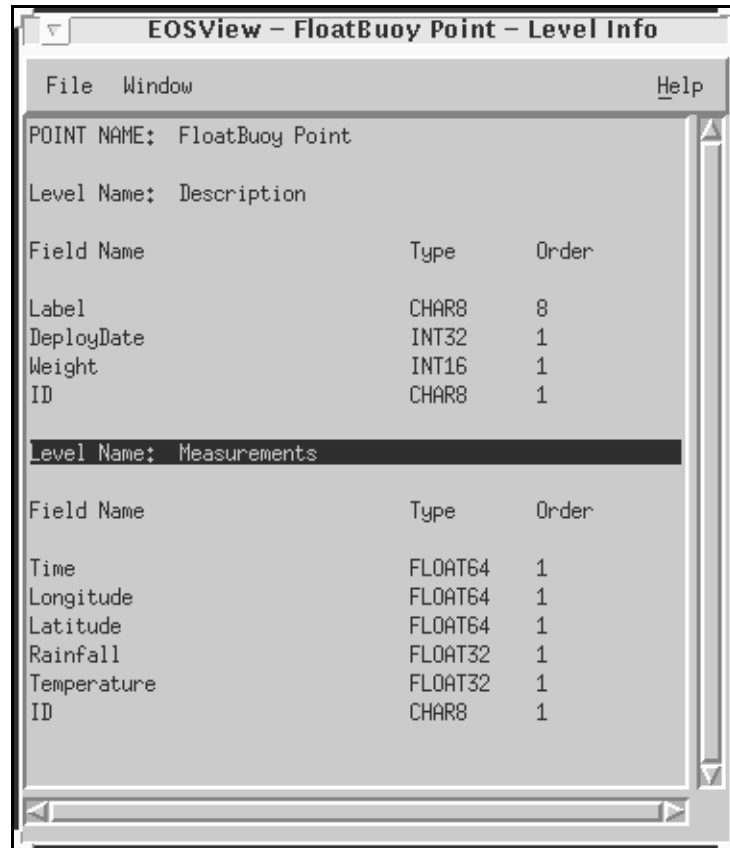 EOSView – FloatBuoy Point – Level Info
File Window Help
POINT NAME: FloatBuoy Point
Level Name: Description
Field Name Type Order
Label CHAR8 8
DeployDate INT32 1
Weight INT16 1
ID CHAR8 1
Level Name: Measurements
Field Name Type Order
Time FLOAT64 1
Longitude FLOAT64 1
Latitude FLOAT64 1
Rainfall FLOAT32 1
Temperature FLOAT32 1
ID CHAR8 1